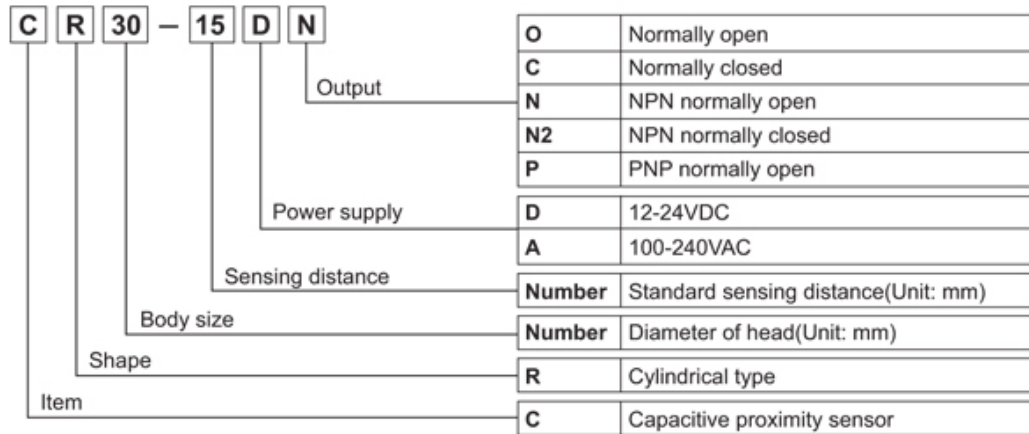 C R 30 – 15 D N
Output
O Normally open
C Normally closed
N NPN normally open
N2 NPN normally closed
P PNP normally open
Power supply
D 12-24VDC
A 100-240VAC
Sensing distance
Number Standard sensing distance(Unit: mm)
Body size
Number Diameter of head(Unit: mm)
Shape
R Cylindrical type
Item
C Capacitive proximity sensor